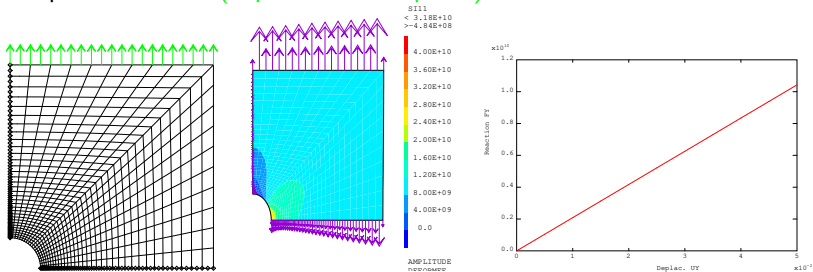 SI11
< 3.18E+10
>-4.84E+08
4.00E+10
3.60E+10
3.20E+10
2.80E+10
2.40E+10
2.00E+10
1.60E+10
1.20E+10
8.00E+09
4.00E+09
0.0
AMPLITUDE
DEFORMEE
x10¹⁰
1.2
1.0
0.8
0.6
0.4
0.2
0.0
Reaction FY
0 1 2 3 4 5
Deplac. UY